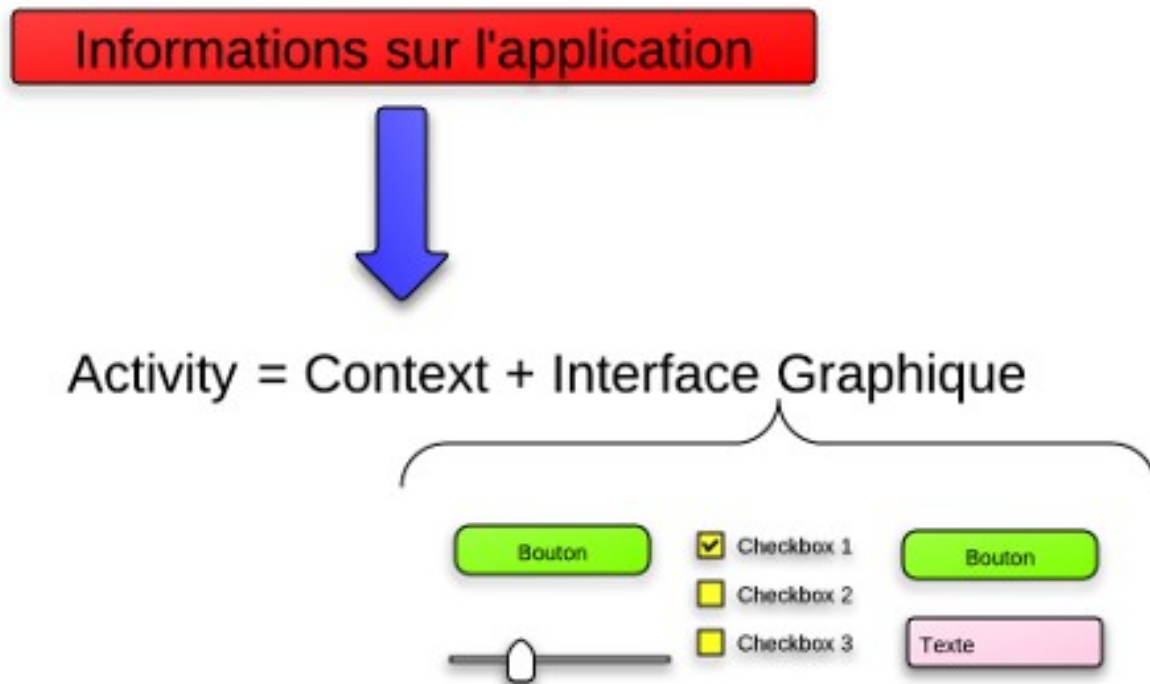 Informations sur l'application
Activity = Context + Interface Graphique
Bouton
Checkbox 1
Bouton
Checkbox 2
Checkbox 3
Texte